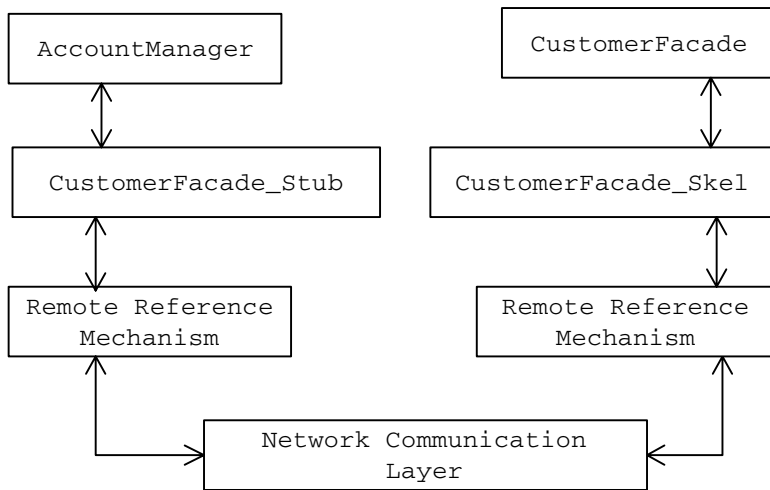 AccountManager
CustomerFacade
CustomerFacade_Stub
CustomerFacade_Skel
Remote Reference
Mechanism
Remote Reference
Mechanism
Network Communication
Layer